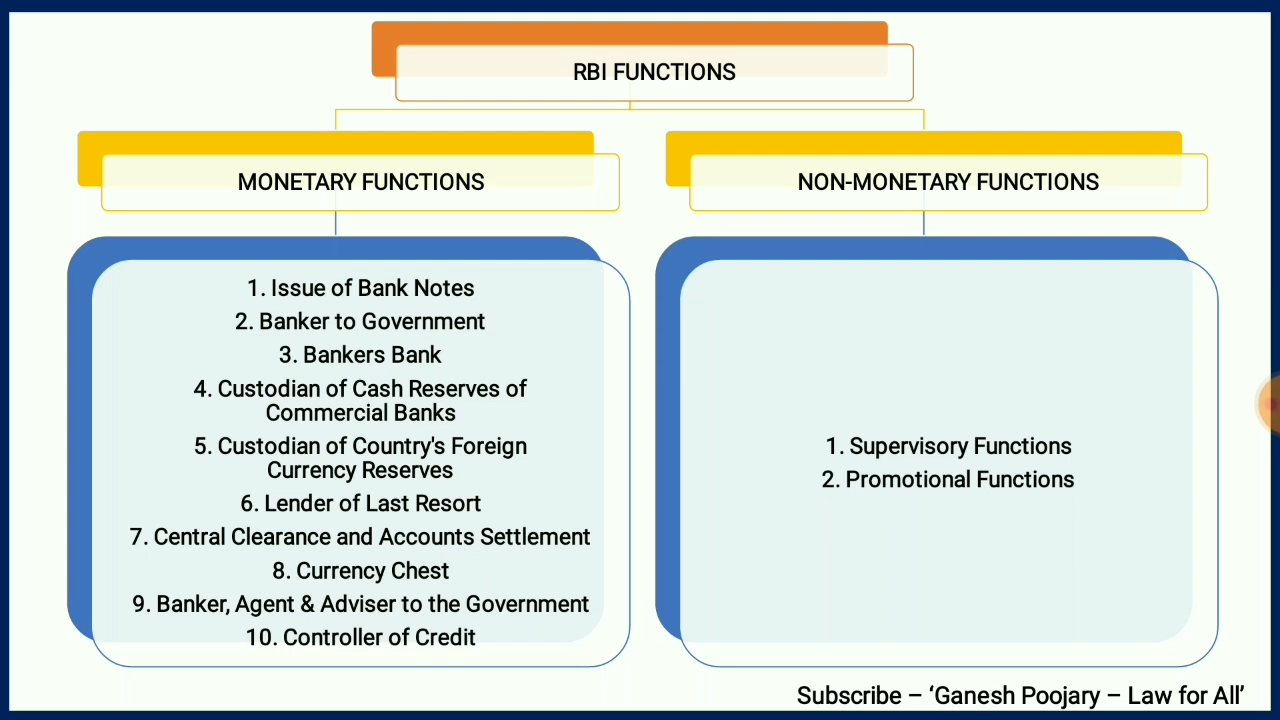 RBI FUNCTIONS
MONETARY FUNCTIONS
1. Issue of Bank Notes
2. Banker to Government
3. Bankers Bank
4. Custodian of Cash Reserves of
Commercial Banks
5. Custodian of Country's Foreign
Currency Reserves
6. Lender of Last Resort
7. Central Clearance and Accounts Settlement
8. Currency Chest
9. Banker, Agent & Adviser to the Government
10. Controller of Credit
NON-MONETARY FUNCTIONS
1. Supervisory Functions
2. Promotional Functions
Subscribe – ‘Ganesh Poojary – Law for All’